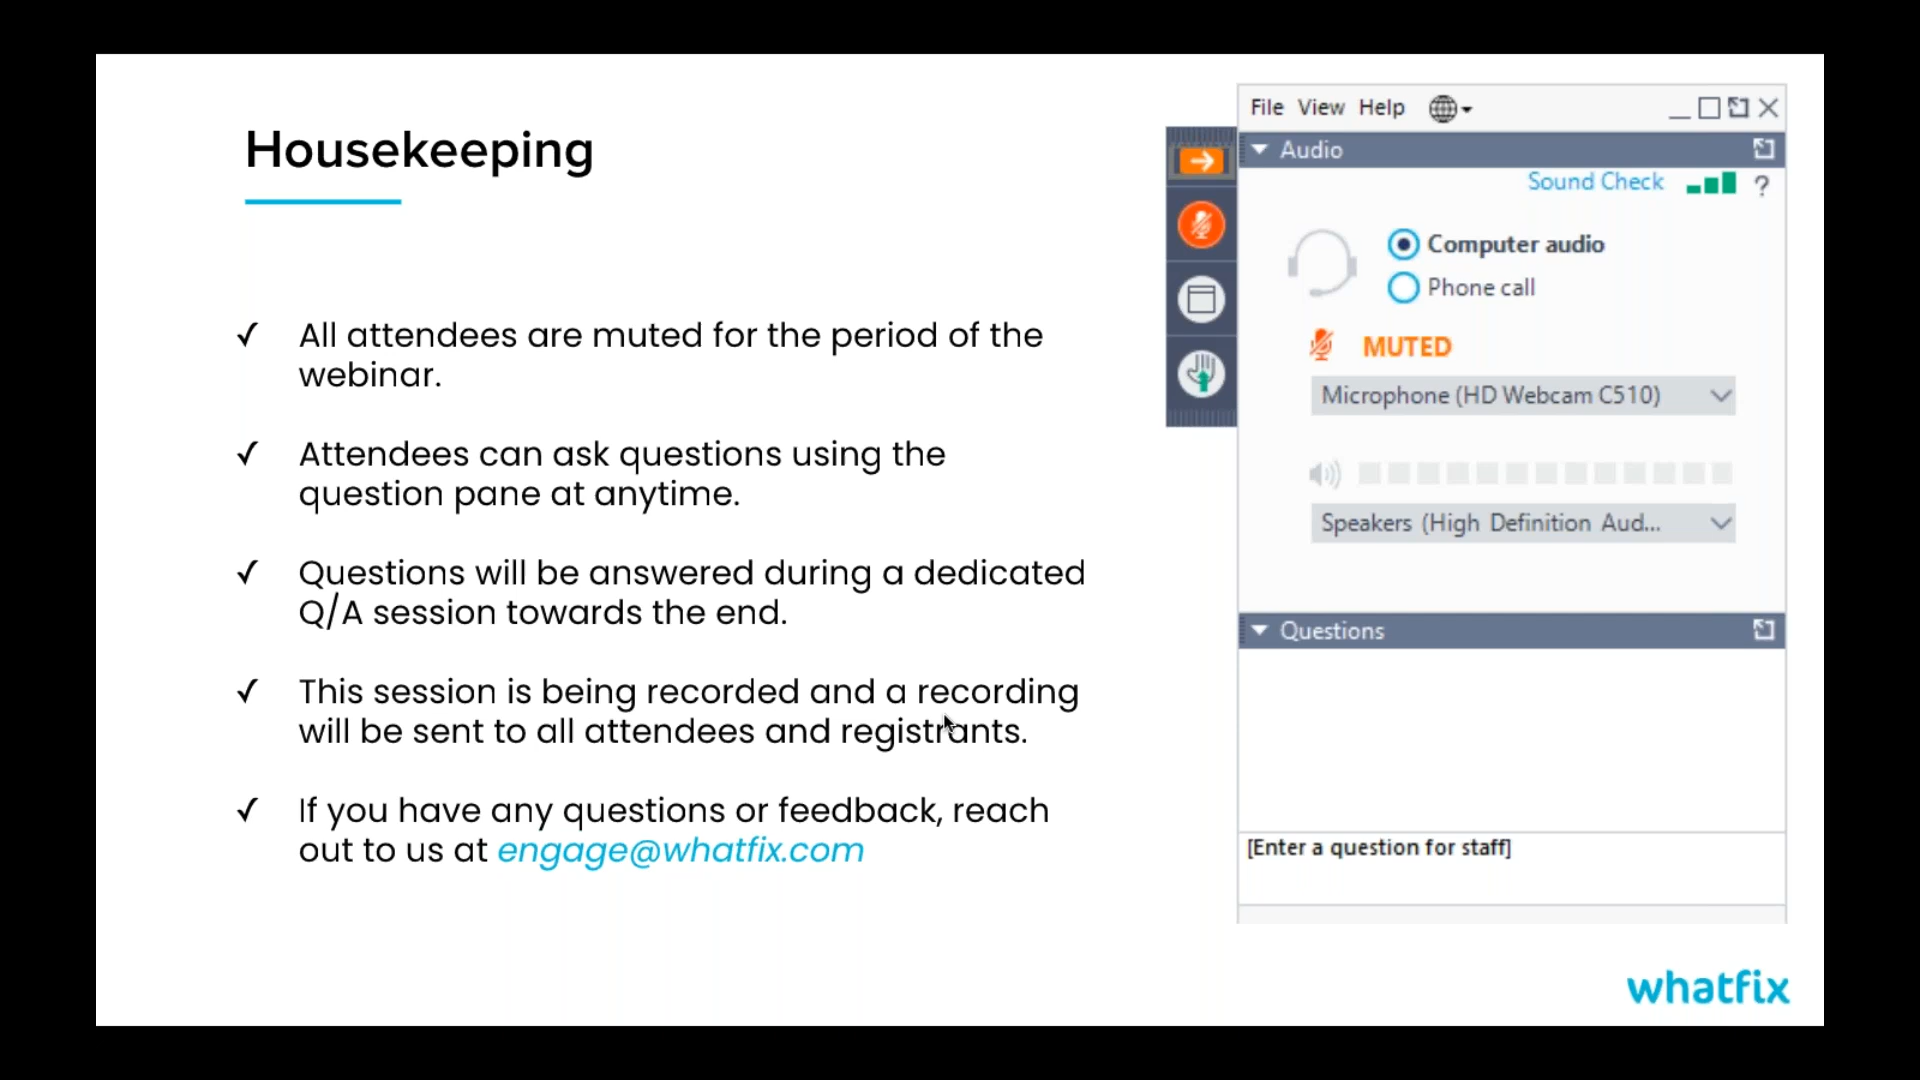 Housekeeping
✓ All attendees are muted for the period of the
webinar.
✓ Attendees can ask questions using the
question pane at anytime.
✓ Questions will be answered during a dedicated
Q/A session towards the end.
✓ This session is being recorded and a recording
will be sent to all attendees and registrants.
✓ If you have any questions or feedback, reach
out to us at engage@whatfix.com
File View Help
Audio
Sound Check ?
Computer audio
Phone call
MUTED
Microphone (HD Webcam C510)
Speakers (High Definition Aud...
Questions
[Enter a question for staff]
whatfix